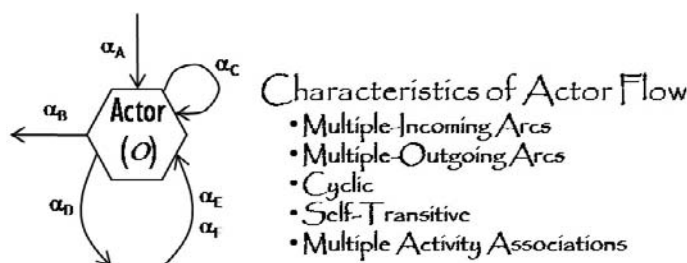 α_A
α_C
α_B
Actor
(O)
α_D
α_E
α_F
Characteristics of Actor Flow
• Multiple-Incoming Arcs
• Multiple-Outgoing Arcs
• Cyclic
• Self-Transitive
• Multiple Activity Associations